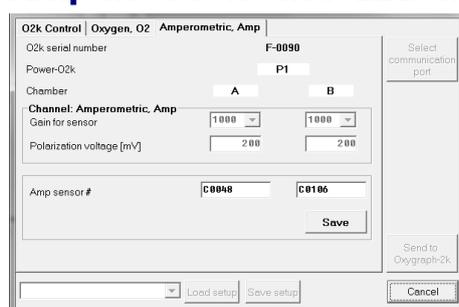 O2k Control Oxygen, O2 Amperometric, Amp
O2k serial number F-0090
Select communication port
Power-O2k P1
Chamber A B
Channel: Amperometric, Amp
Gain for sensor 1000 1000
Polarization voltage [mV] 200 200
Amp sensor # C0048 C0106
Save
Send to Oxygraph-2k
Load setup Save setup Cancel